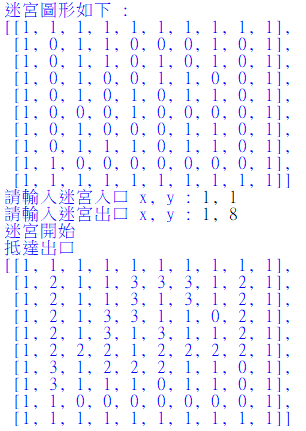 迷宮圖形如下 :
[[1, 1, 1, 1, 1, 1, 1, 1, 1, 1],
[1, 0, 1, 1, 0, 0, 0, 1, 0, 1],
[1, 0, 1, 1, 0, 1, 0, 1, 0, 1],
[1, 0, 1, 0, 0, 1, 1, 0, 0, 1],
[1, 0, 1, 0, 1, 0, 1, 1, 0, 1],
[1, 0, 0, 0, 1, 0, 0, 0, 0, 1],
[1, 0, 1, 0, 0, 0, 1, 1, 0, 1],
[1, 0, 1, 1, 1, 0, 1, 1, 0, 1],
[1, 1, 0, 0, 0, 0, 0, 0, 0, 1],
[1, 1, 1, 1, 1, 1, 1, 1, 1, 1]]
請輸入迷宮入口 x, y : 1, 1
請輸入迷宮出口 x, y : 1, 8
迷宮開始
抵達出口
[[1, 1, 1, 1, 1, 1, 1, 1, 1, 1],
[1, 2, 1, 1, 3, 3, 3, 1, 2, 1],
[1, 2, 1, 1, 3, 1, 3, 1, 2, 1],
[1, 2, 1, 3, 3, 1, 1, 0, 2, 1],
[1, 2, 1, 3, 1, 3, 1, 1, 2, 1],
[1, 2, 2, 2, 1, 2, 2, 2, 2, 1],
[1, 3, 1, 2, 2, 2, 1, 1, 0, 1],
[1, 3, 1, 1, 1, 0, 1, 1, 0, 1],
[1, 1, 0, 0, 0, 0, 0, 0, 0, 1],
[1, 1, 1, 1, 1, 1, 1, 1, 1, 1]]